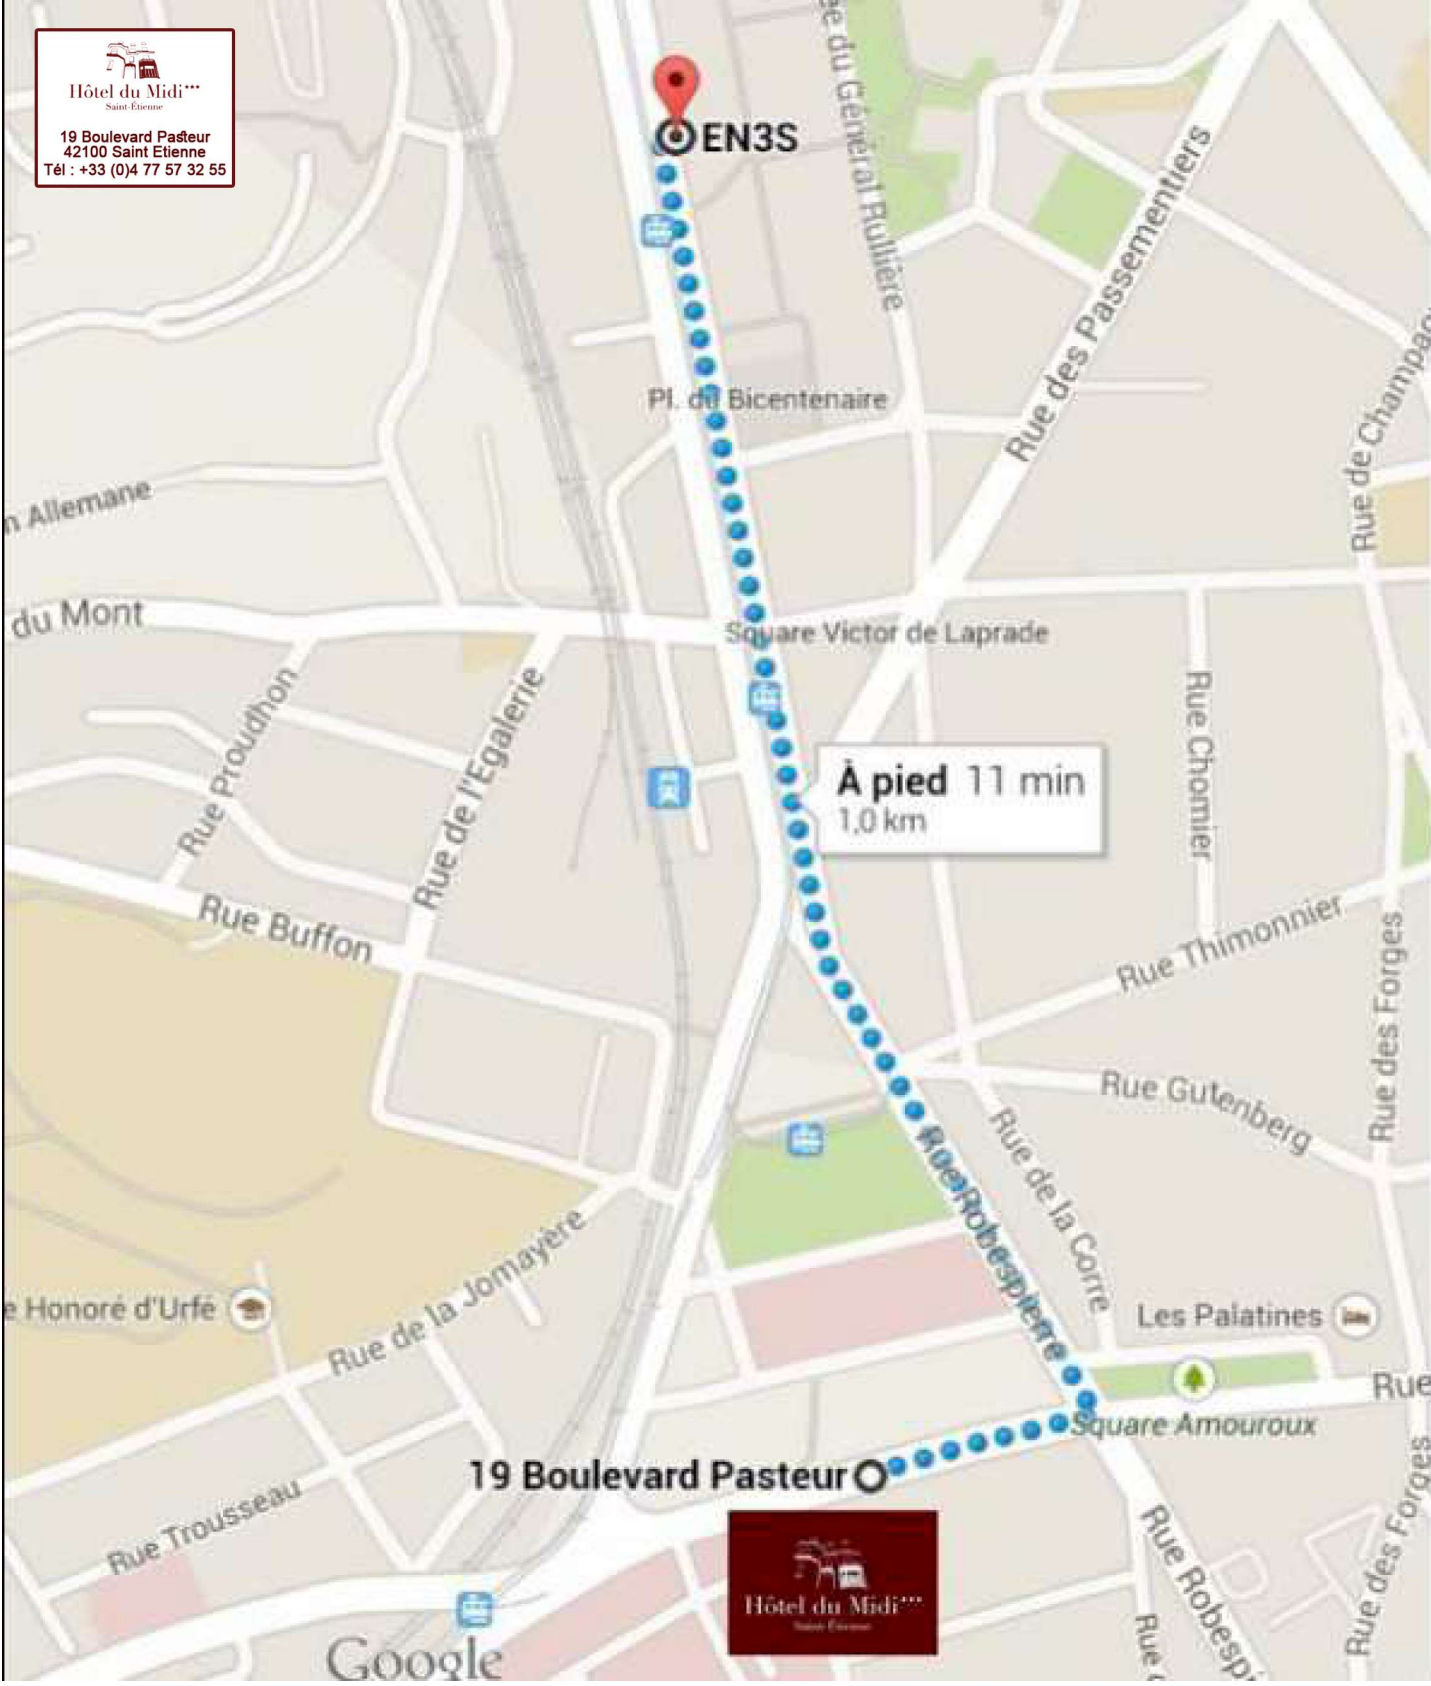 Hôtel du Midi***
Saint-Étienne
19 Boulevard Pasteur
42100 Saint Etienne
Tél : +33 (0)4 77 57 32 55
EN3S
ée du Général Rullière
Rue des Passementiers
Pl. du Bicentenaire
Rue de Champag
n Allemane
du Mont
Square Victor de Laprade
Rue Proudhon
Rue de l'Egalerie
Rue Chomier
À pied 11 min
1,0 km
Rue Buffon
Rue Thimonnier
Rue des Forges
Rue Gutenberg
Rue Robespierre
Rue de la Corre
Rue de la Jomayère
e Honoré d'Urfé
Les Palatines
Rue
Square Amouroux
19 Boulevard Pasteur
Rue Trousseau
Rue Robespi
Rue des Forges
Rue
Hôtel du Midi***
Saint-Étienne
Google